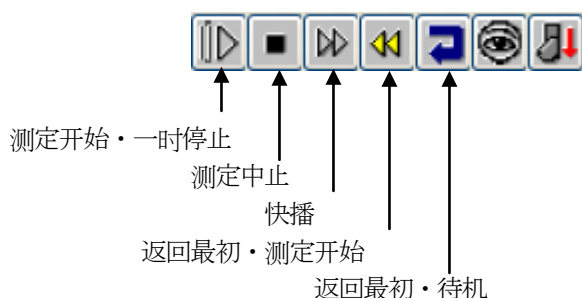 测定开始・一时停止
测定中止
快播
返回最初・测定开始
返回最初・待机